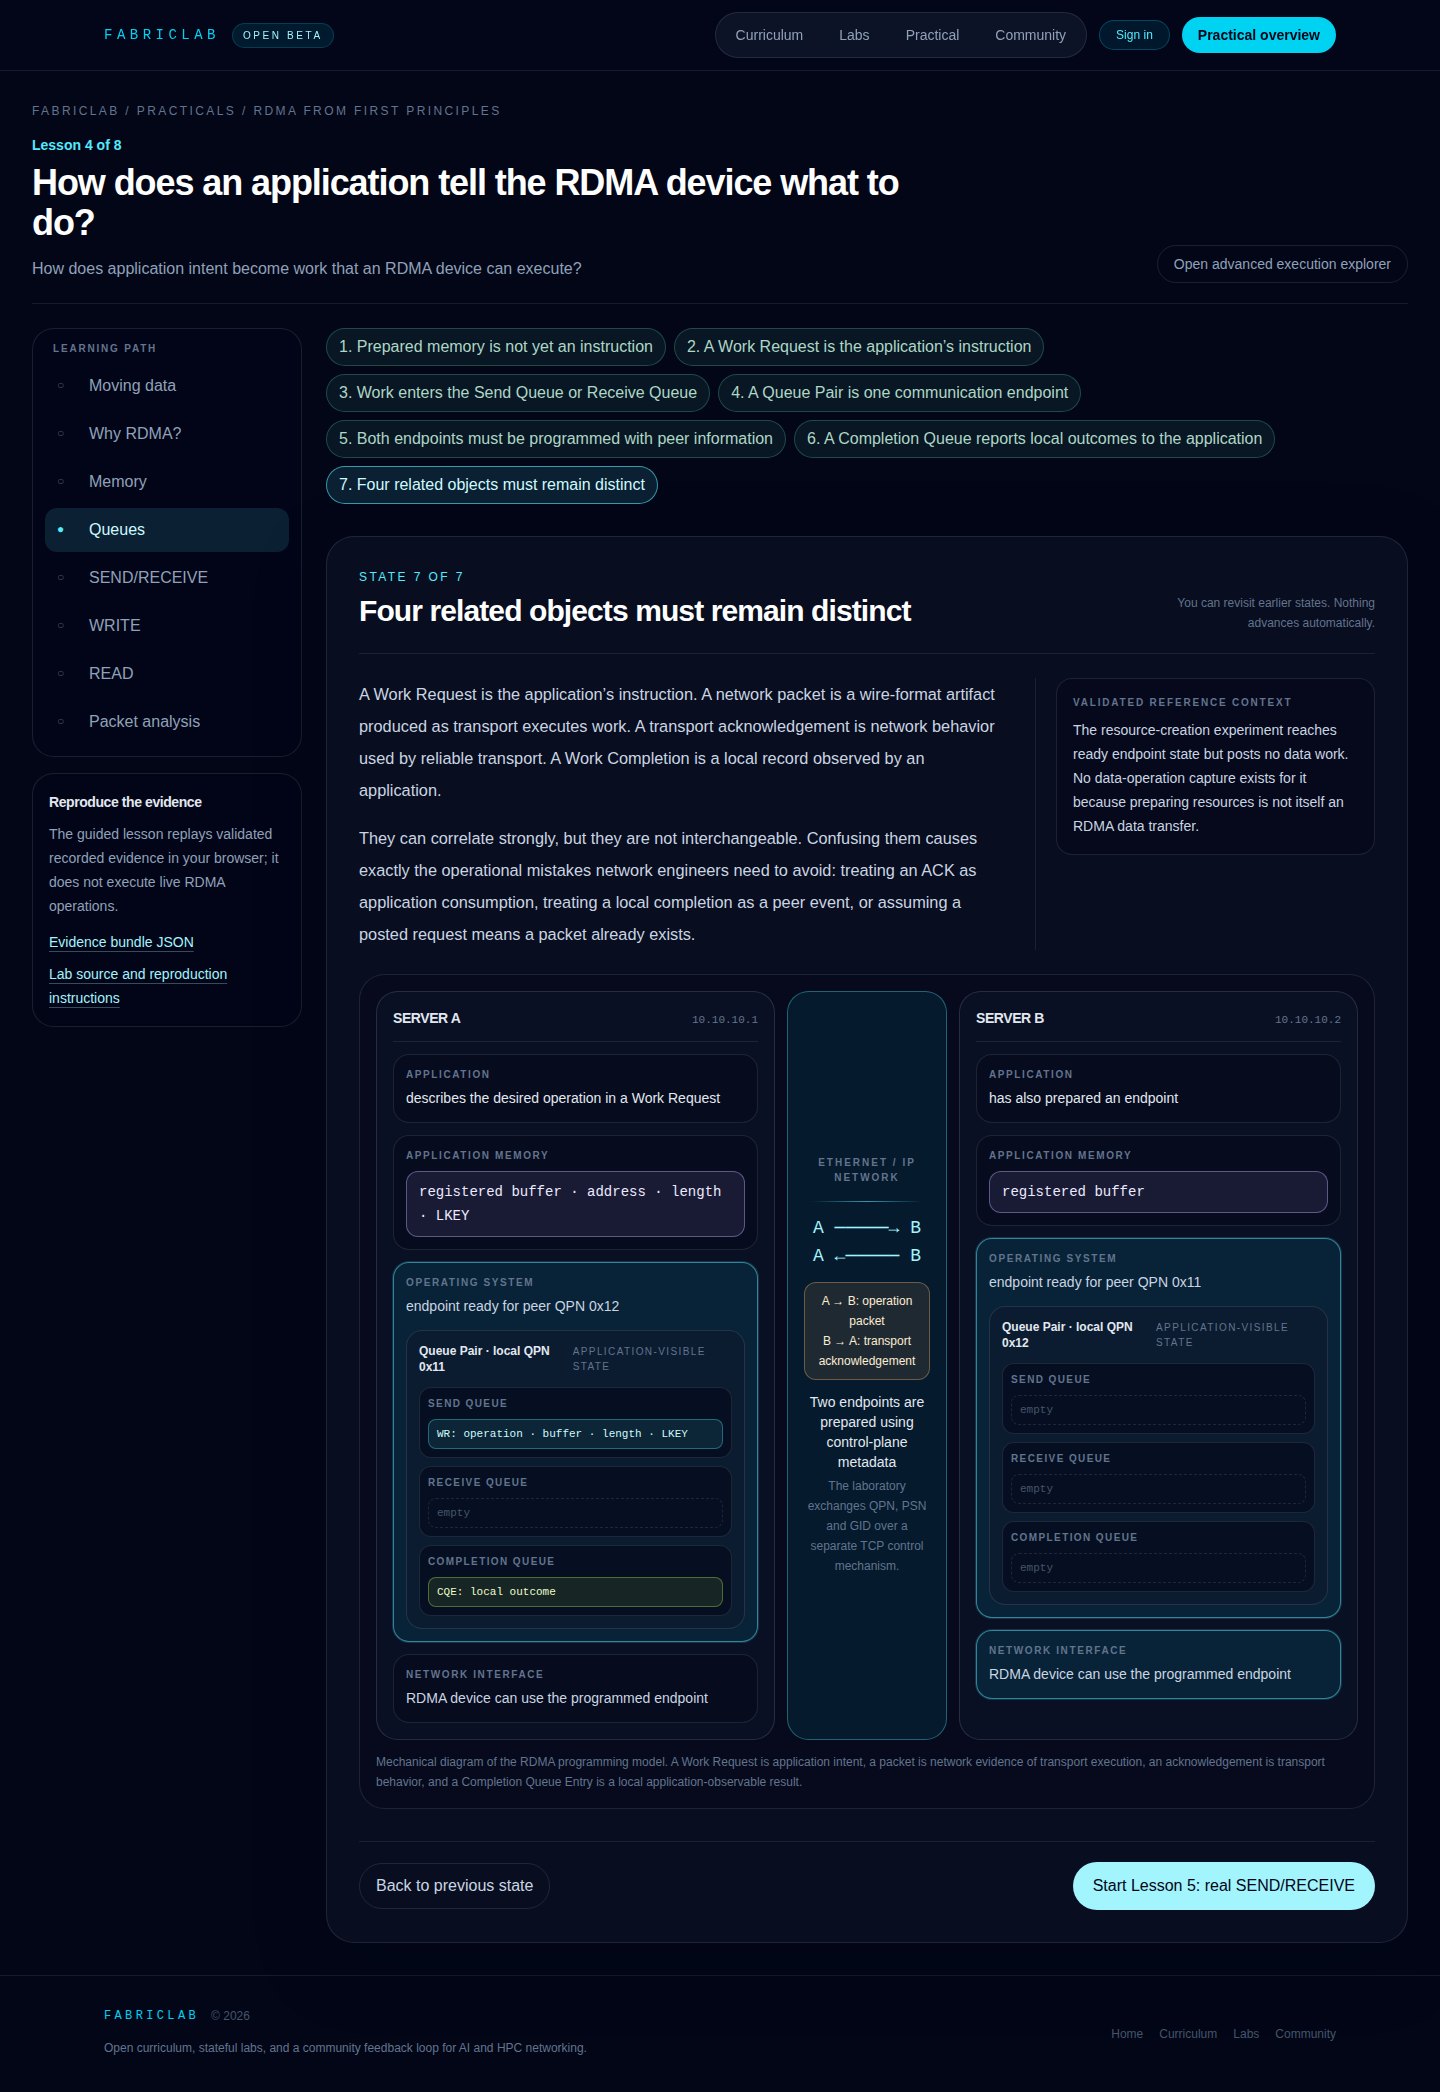 FABRICLAB OPEN BETA Curriculum Labs Practical Community Sign in Practical overview
FABRICLAB / PRACTICALS / RDMA FROM FIRST PRINCIPLES
Lesson 4 of 8
How does an application tell the RDMA device what to
do?
How does application intent become work that an RDMA device can execute?
Open advanced execution explorer
LEARNING PATH
Moving data
Why RDMA?
Memory
Queues
SEND/RECEIVE
WRITE
READ
Packet analysis
Reproduce the evidence
The guided lesson replays validated
recorded evidence in your browser; it
does not execute live RDMA
operations.
Evidence bundle JSON
Lab source and reproduction
instructions
1. Prepared memory is not yet an instruction
2. A Work Request is the application’s instruction
3. Work enters the Send Queue or Receive Queue
4. A Queue Pair is one communication endpoint
5. Both endpoints must be programmed with peer information
6. A Completion Queue reports local outcomes to the application
7. Four related objects must remain distinct
STATE 7 OF 7
Four related objects must remain distinct
You can revisit earlier states. Nothing
advances automatically.
A Work Request is the application’s instruction. A network packet is a wire-format artifact
produced as transport executes work. A transport acknowledgement is network behavior
used by reliable transport. A Work Completion is a local record observed by an
application.
They can correlate strongly, but they are not interchangeable. Confusing them causes
exactly the operational mistakes network engineers need to avoid: treating an ACK as
application consumption, treating a local completion as a peer event, or assuming a
posted request means a packet already exists.
VALIDATED REFERENCE CONTEXT
The resource-creation experiment reaches
ready endpoint state but posts no data work.
No data-operation capture exists for it
because preparing resources is not itself an
RDMA data transfer.
SERVER A 10.10.10.1
APPLICATION
describes the desired operation in a Work Request
APPLICATION MEMORY
registered buffer · address · length
· LKEY
OPERATING SYSTEM
endpoint ready for peer QPN 0x12
Queue Pair · local QPN
0x11
APPLICATION-VISIBLE
STATE
SEND QUEUE
WR: operation · buffer · length · LKEY
RECEIVE QUEUE
empty
COMPLETION QUEUE
CQE: local outcome
NETWORK INTERFACE
RDMA device can use the programmed endpoint
ETHERNET / IP
NETWORK
A ──────→ B
A ←────── B
A → B: operation
packet
B → A: transport
acknowledgement
Two endpoints are
prepared using
control-plane
metadata
The laboratory
exchanges QPN, PSN
and GID over a
separate TCP control
mechanism.
SERVER B 10.10.10.2
APPLICATION
has also prepared an endpoint
APPLICATION MEMORY
registered buffer
OPERATING SYSTEM
endpoint ready for peer QPN 0x11
Queue Pair · local QPN
0x12
APPLICATION-VISIBLE
STATE
SEND QUEUE
empty
RECEIVE QUEUE
empty
COMPLETION QUEUE
empty
NETWORK INTERFACE
RDMA device can use the programmed endpoint
Mechanical diagram of the RDMA programming model. A Work Request is application intent, a packet is network evidence of transport execution, an acknowledgement is transport
behavior, and a Completion Queue Entry is a local application-observable result.
Back to previous state
Start Lesson 5: real SEND/RECEIVE
FABRICLAB © 2026
Open curriculum, stateful labs, and a community feedback loop for AI and HPC networking.
Home Curriculum Labs Community